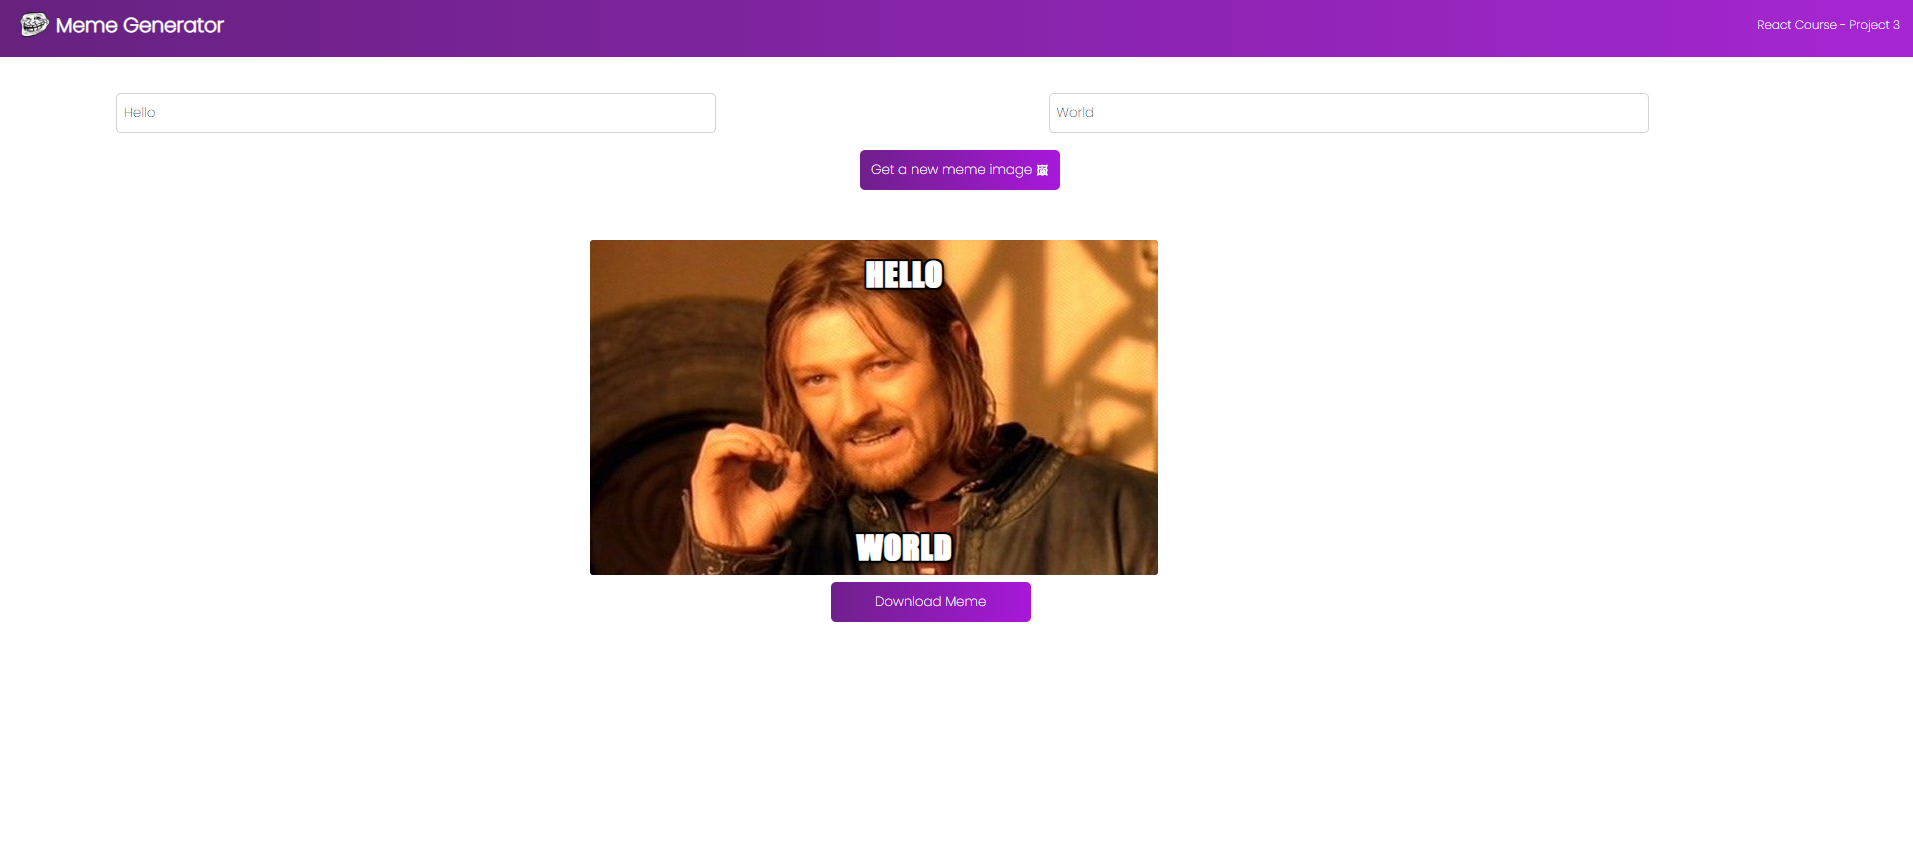 Meme Generator
React Course - Project 3
Hello
World
Get a new meme image 🖼
HELLO
WORLD
Download Meme